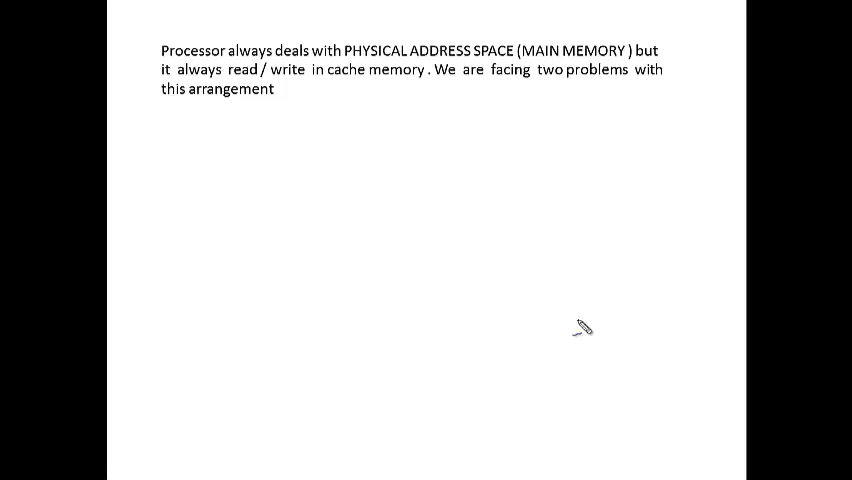 Processor always deals with PHYSICAL ADDRESS SPACE (MAIN MEMORY ) but
it always read / write in cache memory . We are facing two problems with
this arrangement